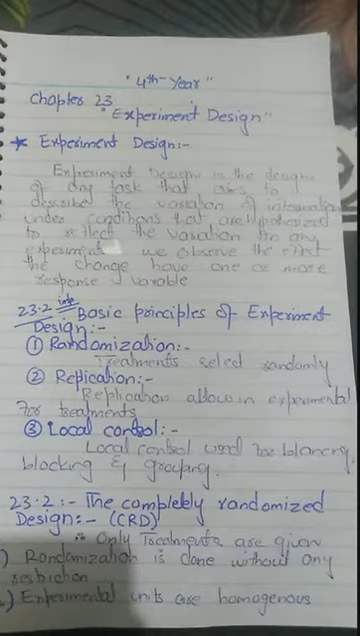 "4th-Year"
Chapter 23
"Experiment Design"
* Experiment Design:-
Experiment Design is the design
of any task that aims to
describe the variation of information
under conditions that are hypothesized
to reflect the variation in any
experiment we observe the effect
the change have one or more
response variable
23.2 imp Basic principles of Experiment
Design:-
① Randomization:-
Treatments select randomly
② Replication:-
Replication allow in experimental
For treatments
③ Local control:-
Local control used for
blocking & grouping.
23.2:- The completely randomized
Design:- (CRD)
Only Treatments are given
) Randomization is done without any
) Experimental units are homogenous